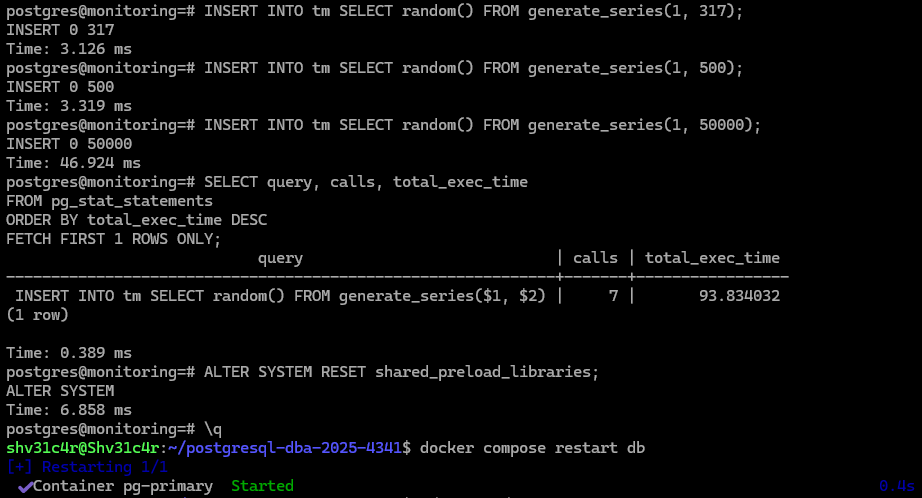 postgres@monitoring=# INSERT INTO tm SELECT random() FROM generate_series(1, 317);
INSERT 0 317
Time: 3.126 ms
postgres@monitoring=# INSERT INTO tm SELECT random() FROM generate_series(1, 500);
INSERT 0 500
Time: 3.319 ms
postgres@monitoring=# INSERT INTO tm SELECT random() FROM generate_series(1, 50000);
INSERT 0 50000
Time: 46.924 ms
postgres@monitoring=# SELECT query, calls, total_exec_time
FROM pg_stat_statements
ORDER BY total_exec_time DESC
FETCH FIRST 1 ROWS ONLY;
                            query                             | calls | total_exec_time
--------------------------------------------------------------+-------+-----------------
 INSERT INTO tm SELECT random() FROM generate_series($1, $2) |     7 |       93.834032
(1 row)
Time: 0.389 ms
postgres@monitoring=# ALTER SYSTEM RESET shared_preload_libraries;
ALTER SYSTEM
Time: 6.858 ms
postgres@monitoring=# \q
shv31c4r@Shv31c4r:~/postgresql-dba-2025-4341$ docker compose restart db
[+] Restarting 1/1
✔Container pg-primary  Started 0.4s